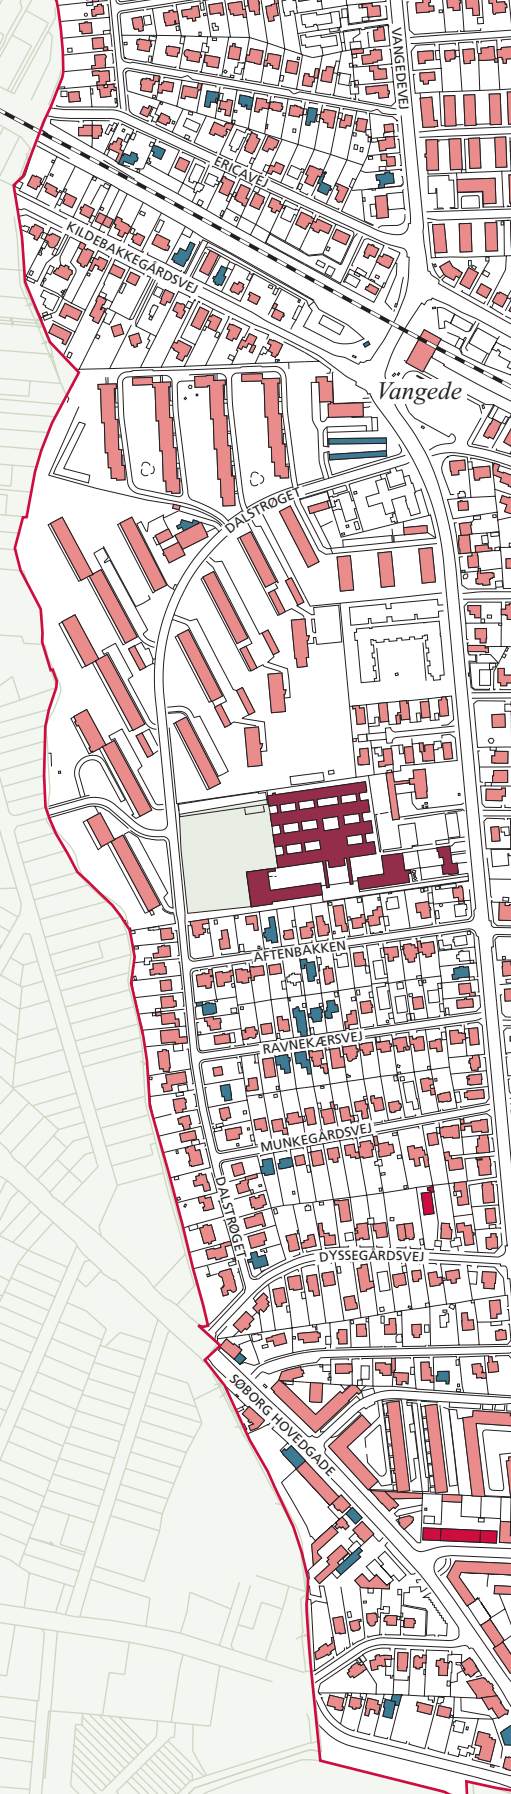 VANGEDEVEJ
ERICAVEJ
KILDEBAKKEGÅRDSVEJ
Vangede
DALSTRØGET
AFTENBAKKEN
RAVNEKÆRSVEJ
MUNKEGÅRDSVEJ
DALSTRØGET
DYSSEGÅRDSVEJ
SØBORG HOVEDGADE